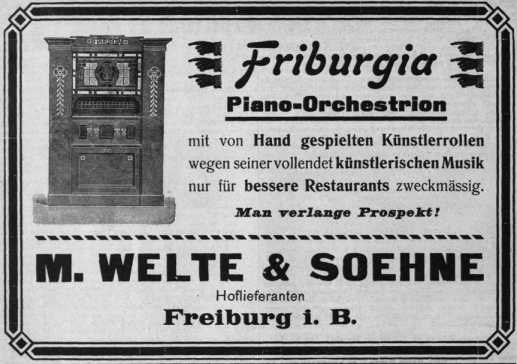 Friburgia
Piano-Orchestrion
mit von Hand gespielten Künstlerrollen
wegen seiner vollendet künstlerischen Musik
nur für bessere Restaurants zweckmässig.
Man verlange Prospekt!
M. WELTE & SOEHNE
Hoflieferanten
Freiburg i. B.